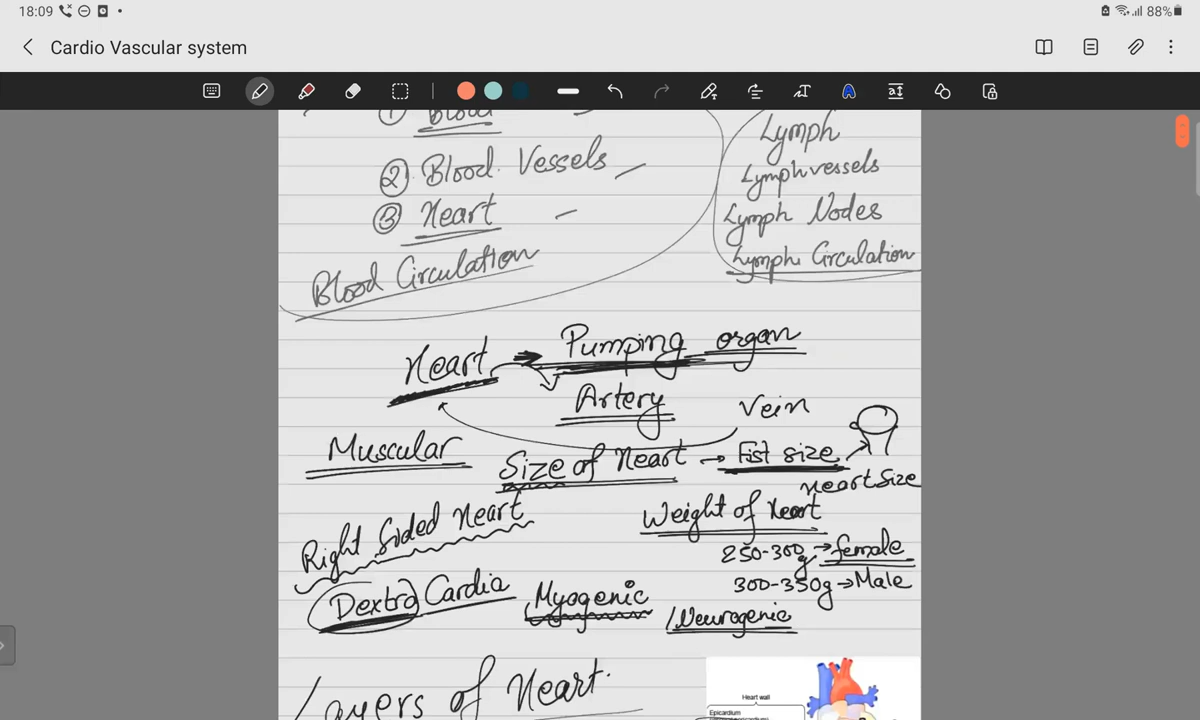 18:09 88%
Cardio Vascular system
① Blood
② Blood Vessels
③ Heart
Blood Circulation
Lymph
Lymph vessels
Lymph Nodes
Lymph Circulation
Heart → Pumping organ
Artery
Vein
Muscular
Size of Heart → Fist size
Heart Size
Right Sided Heart
Weight of Heart
250-300g → female
300-350g → Male
Dextro Cardia
Myogenic
/Neurogenic
Layers of Heart.
Heart wall
Epicardium